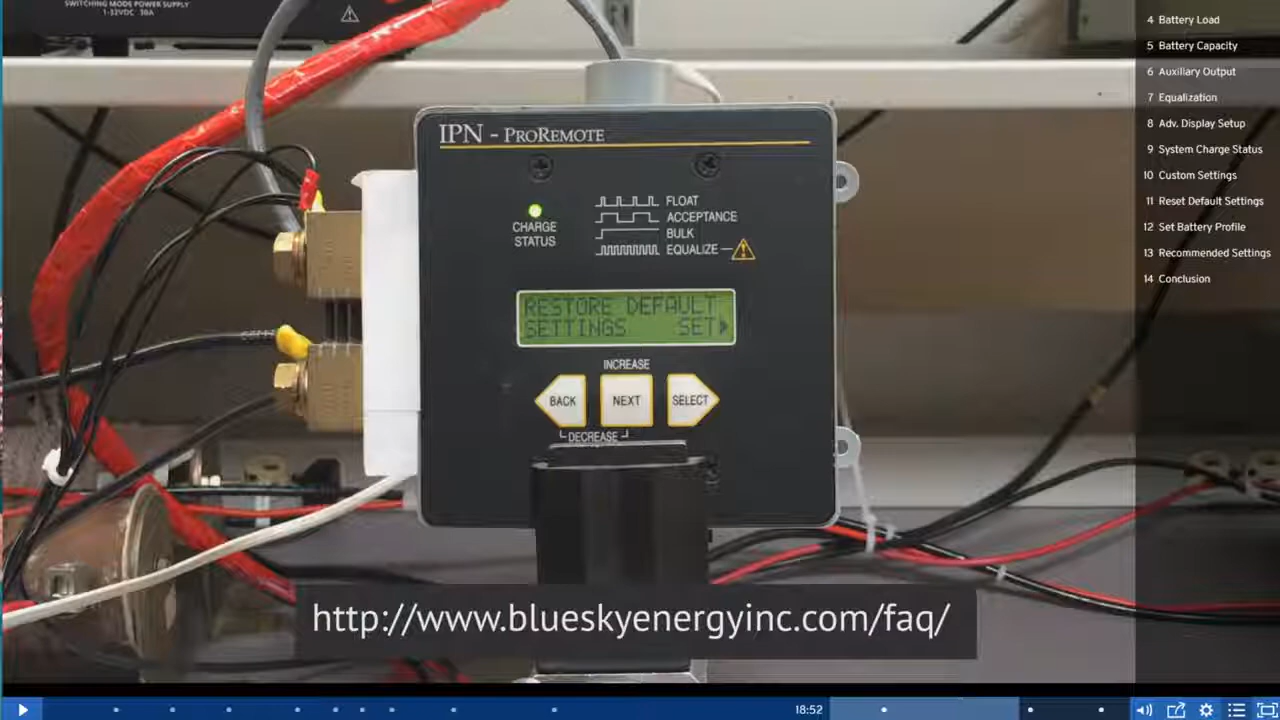 SWITCHING MODE POWER SUPPLY
1-32VDC 30A
4 Battery Load
5 Battery Capacity
6 Auxiliary Output
7 Equalization
8 Adv. Display Setup
9 System Charge Status
10 Custom Settings
11 Reset Default Settings
12 Set Battery Profile
13 Recommended Settings
14 Conclusion
IPN - PROREMOTE
CHARGE
STATUS
FLOAT
ACCEPTANCE
BULK
EQUALIZE
RESTORE DEFAULT
SETTINGS SET
INCREASE
BACK NEXT SELECT
DECREASE
http://www.blueskyenergyinc.com/faq/
18:52